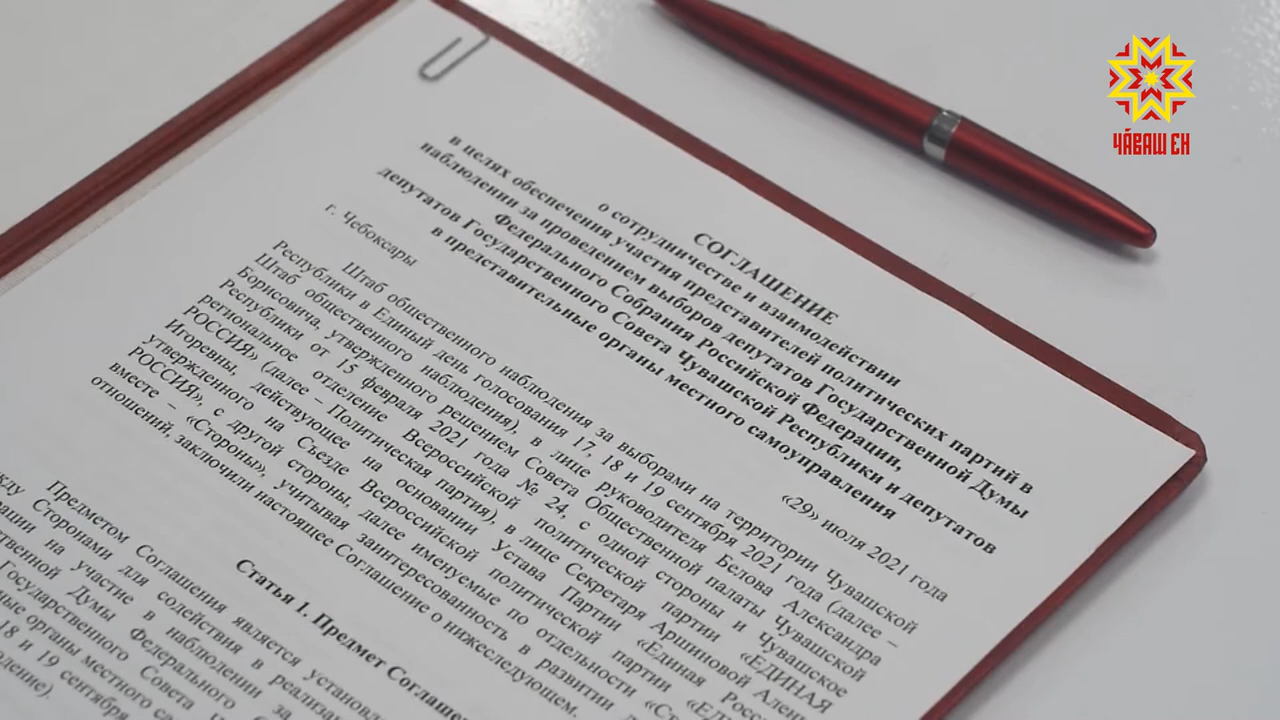 ЧӐВАШ ЕН
СОГЛАШЕНИЕ
о сотрудничестве и взаимодействии
в целях обеспечения участия представителей политических партий в
наблюдении за проведением выборов депутатов Государственной Думы
Федерального Собрания Российской Федерации,
депутатов Государственного Совета Чувашской Республики и депутатов
в представительные органы местного самоуправления
г. Чебоксары
«29» июля 2021 года
Штаб общественного наблюдения за выборами на территории Чувашской
Республики в Единый день голосования 17, 18 и 19 сентября 2021 года (далее –
Штаб общественного наблюдения), в лице руководителя Белова Александра
Борисовича, утвержденного решением Совета Общественной палаты Чувашской
Республики от 15 февраля 2021 года № 24, с одной стороны и Чувашское
региональное отделение Всероссийской политической партии «ЕДИНАЯ
РОССИЯ» (далее – Политическая партия), в лице Секретаря Аршиновой Алены
Игоревны, действующее на основании Устава Партии «Единая
утвержденного на Съезде Всероссийской политической партии
РОССИЯ», с другой стороны, далее именуемые по отдельности
вместе – «Стороны», учитывая заинтересованность в развитии
отношений, заключили настоящее Соглашение о нижеследующем.
Статья 1. Предмет
Предметом Соглашения является
Сторонами для содействия в
на участие в наблюдении за
Думы Федерального
Государственного Совета
органы местного
18 и 19 сентября